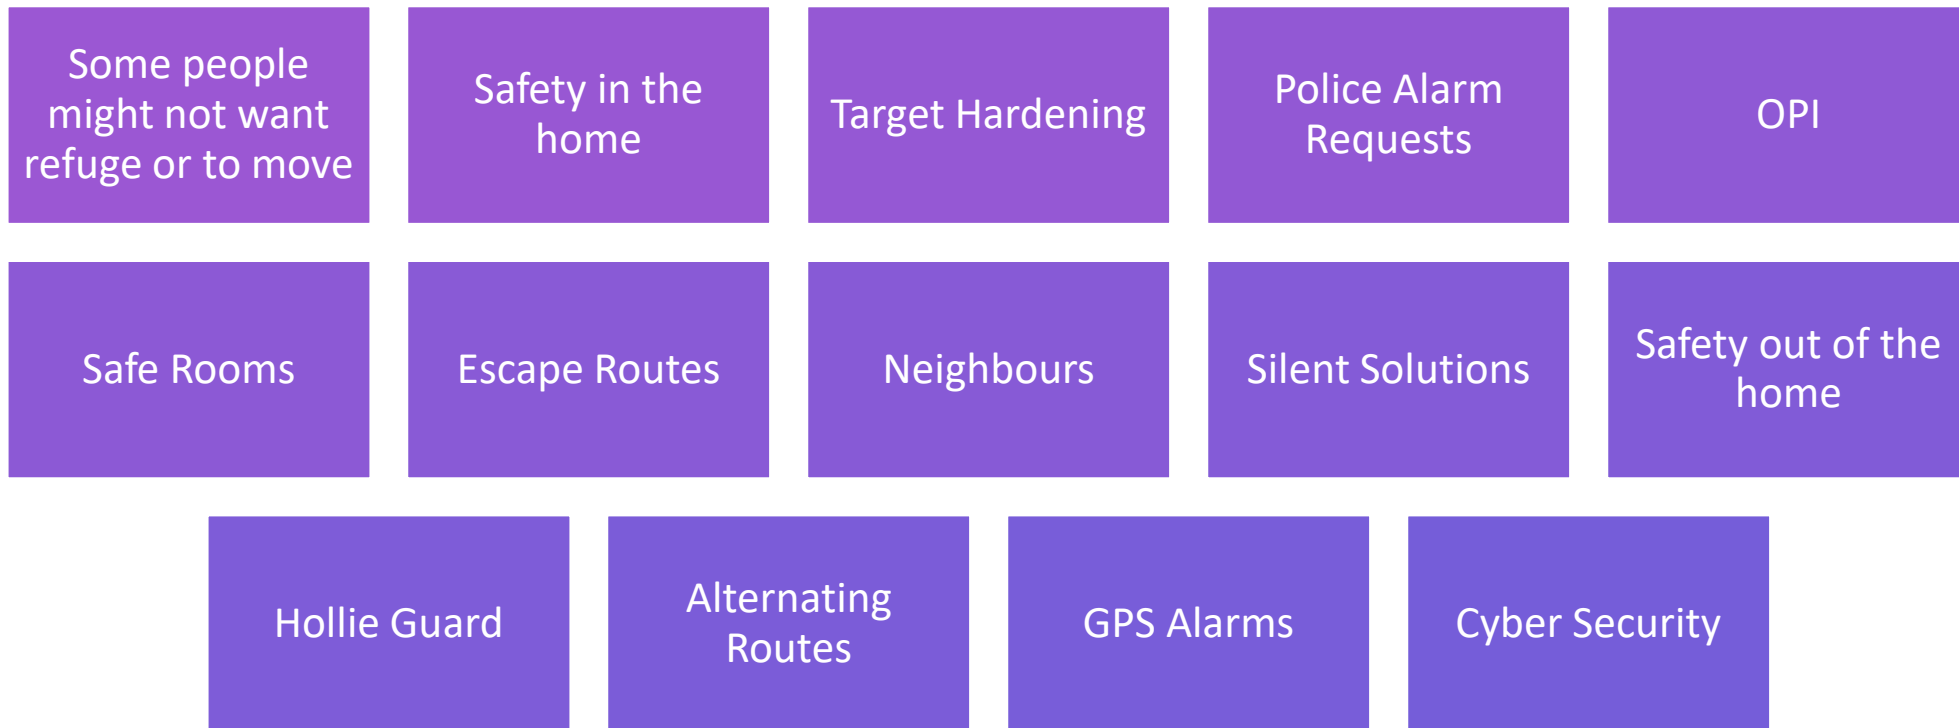 Some people
might not want
refuge or to move
Safety in the
home
Target Hardening
Police Alarm
Requests
OPI
Safe Rooms
Escape Routes
Neighbours
Silent Solutions
Safety out of the
home
Hollie Guard
Alternating
Routes
GPS Alarms
Cyber Security